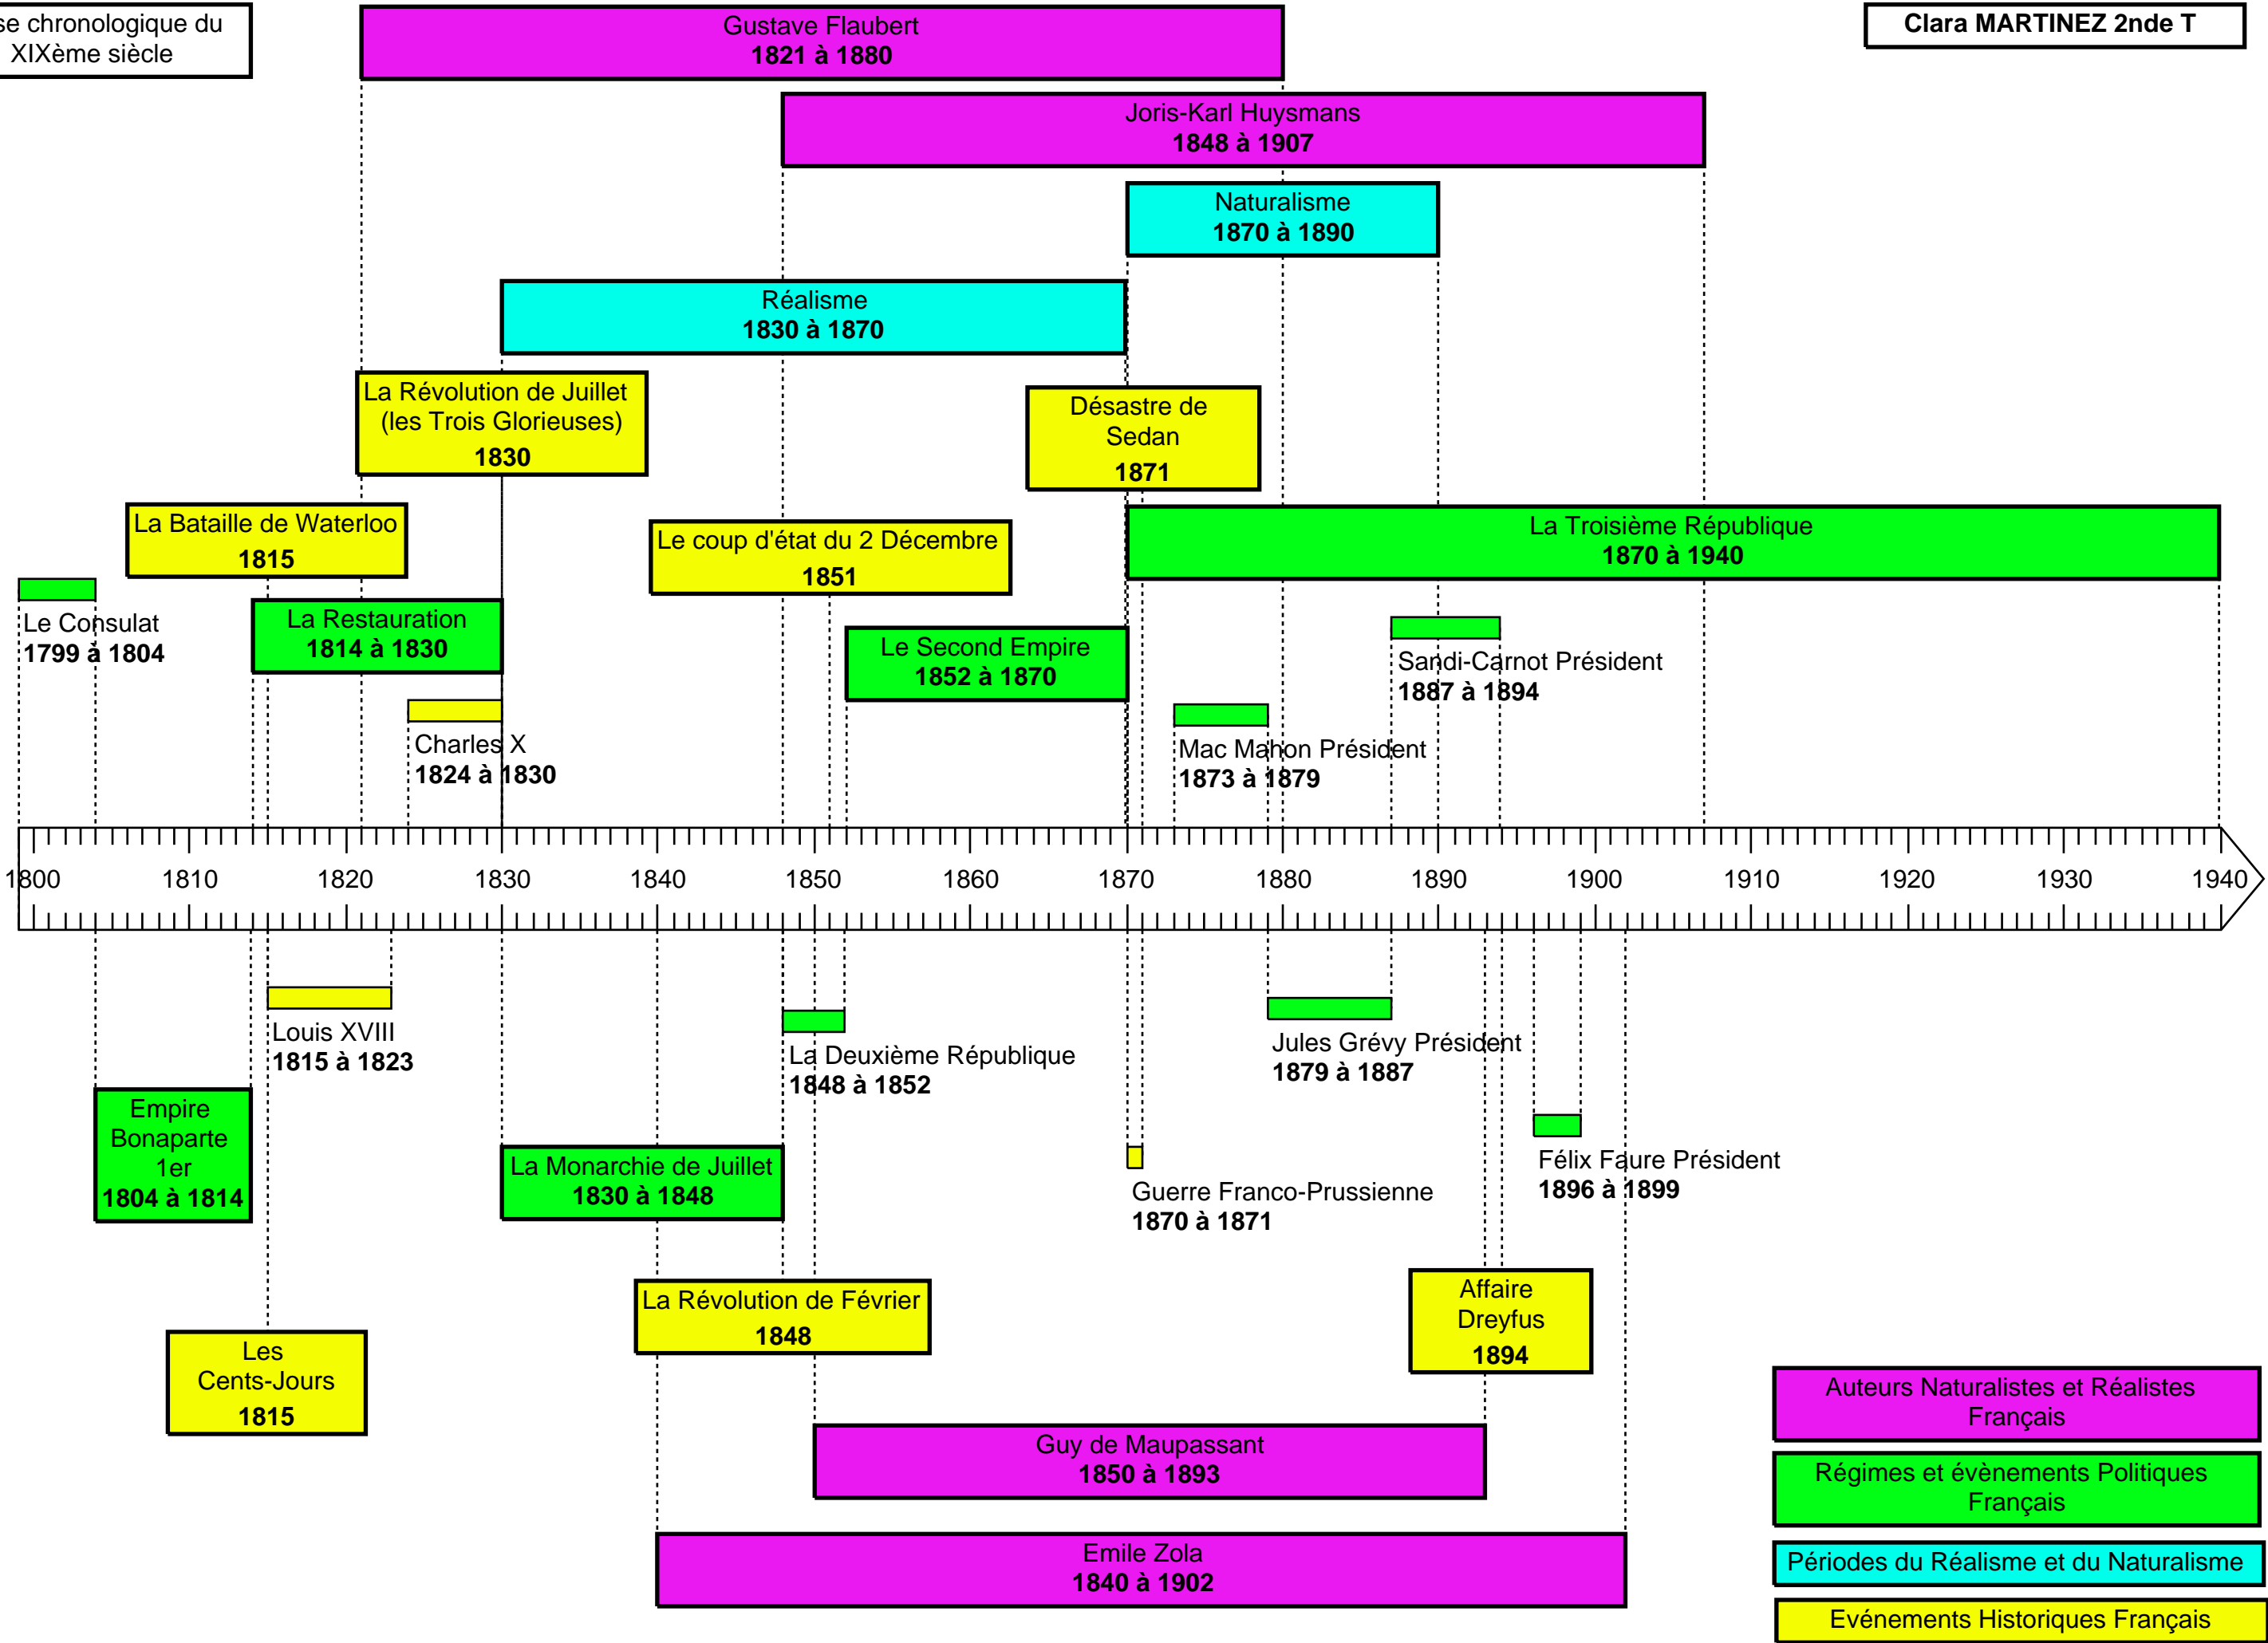 se chronologique du
XIXème siècle
Gustave Flaubert
1821 à 1880
Clara MARTINEZ 2nde T
Joris-Karl Huysmans
1848 à 1907
Naturalisme
1870 à 1890
Réalisme
1830 à 1870
La Révolution de Juillet
(les Trois Glorieuses)
1830
Désastre de
Sedan
1871
La Bataille de Waterloo
1815
Le coup d'état du 2 Décembre
1851
La Troisième République
1870 à 1940
Le Consulat
1799 à 1804
La Restauration
1814 à 1830
Le Second Empire
1852 à 1870
Sandi-Carnot Président
1887 à 1894
Charles X
1824 à 1830
Mac Mahon Président
1873 à 1879
1800 1810 1820 1830 1840 1850 1860 1870 1880 1890 1900 1910 1920 1930 1940
Louis XVIII
1815 à 1823
La Deuxième République
1848 à 1852
Jules Grévy Président
1879 à 1887
Empire
Bonaparte
1er
1804 à 1814
La Monarchie de Juillet
1830 à 1848
Guerre Franco-Prussienne
1870 à 1871
Félix Faure Président
1896 à 1899
La Révolution de Février
1848
Affaire
Dreyfus
1894
Les
Cents-Jours
1815
Guy de Maupassant
1850 à 1893
Emile Zola
1840 à 1902
Auteurs Naturalistes et Réalistes
Français
Régimes et évènements Politiques
Français
Périodes du Réalisme et du Naturalisme
Evénements Historiques Français